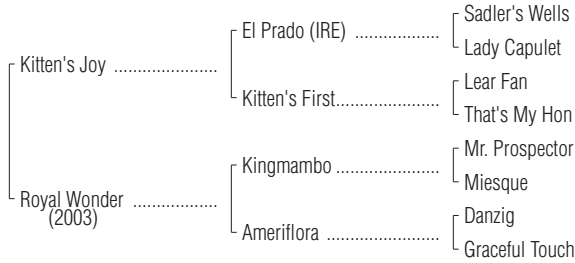 Sadler's Wells
El Prado (IRE) ..................
Lady Capulet
Kitten's Joy ......................
Lear Fan
Kitten's First......................
That's My Hon
Mr. Prospector
Kingmambo ......................
Miesque
Royal Wonder ..................
(2003)
Danzig
Ameriflora ........................
Graceful Touch